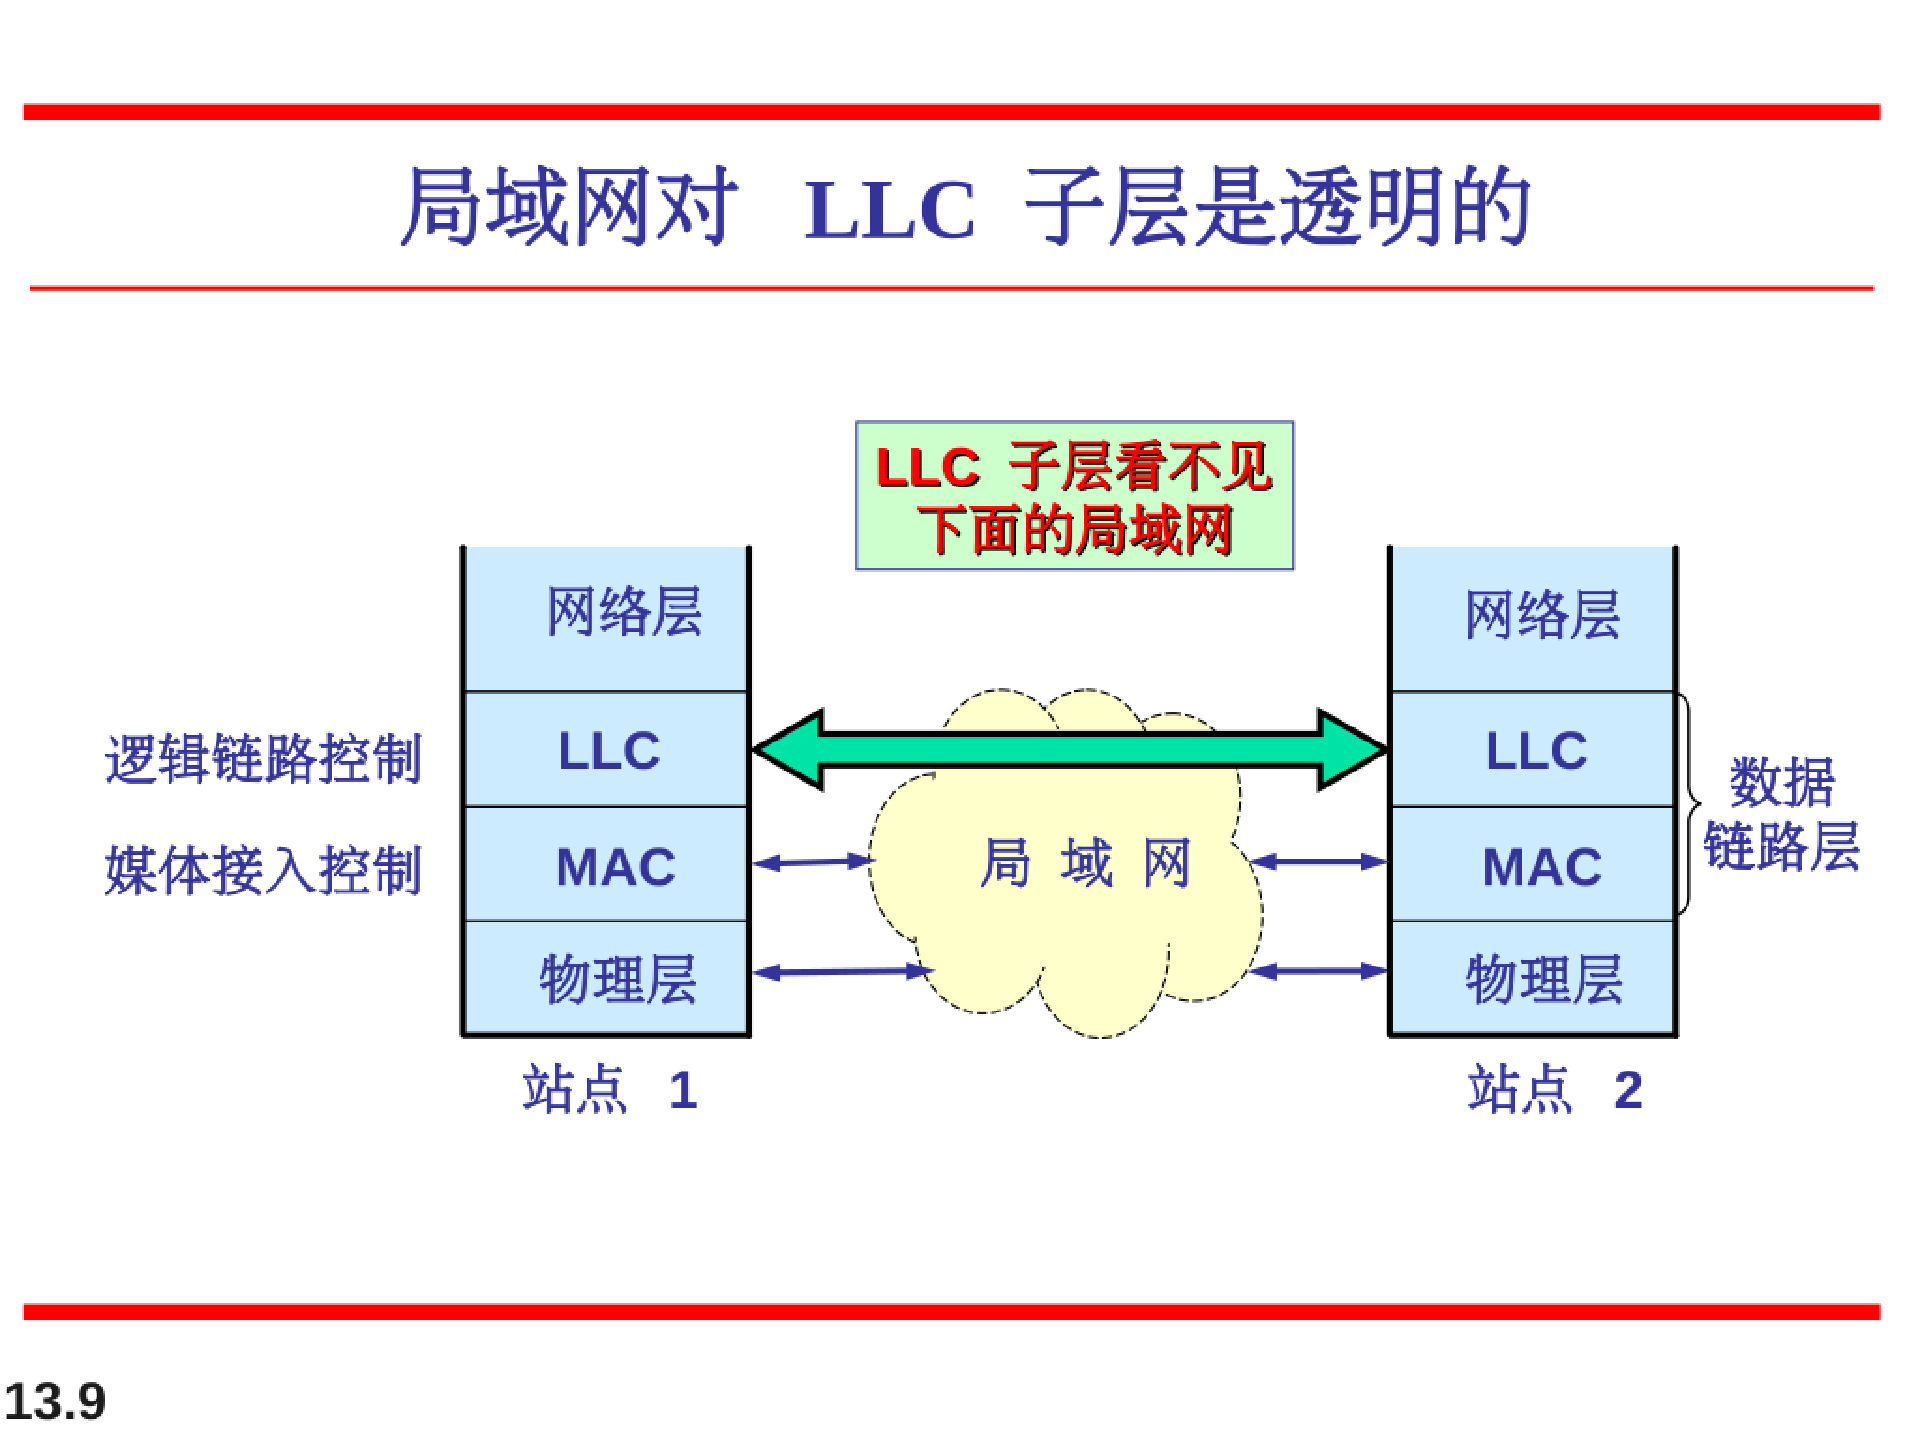 局域网对 LLC 子层是透明的
LLC 子层看不见
下面的局域网
网络层
网络层
逻辑链路控制
LLC
LLC
数据
链路层
媒体接入控制
MAC
局 域 网
MAC
物理层
物理层
站点 1
站点 2
13.9